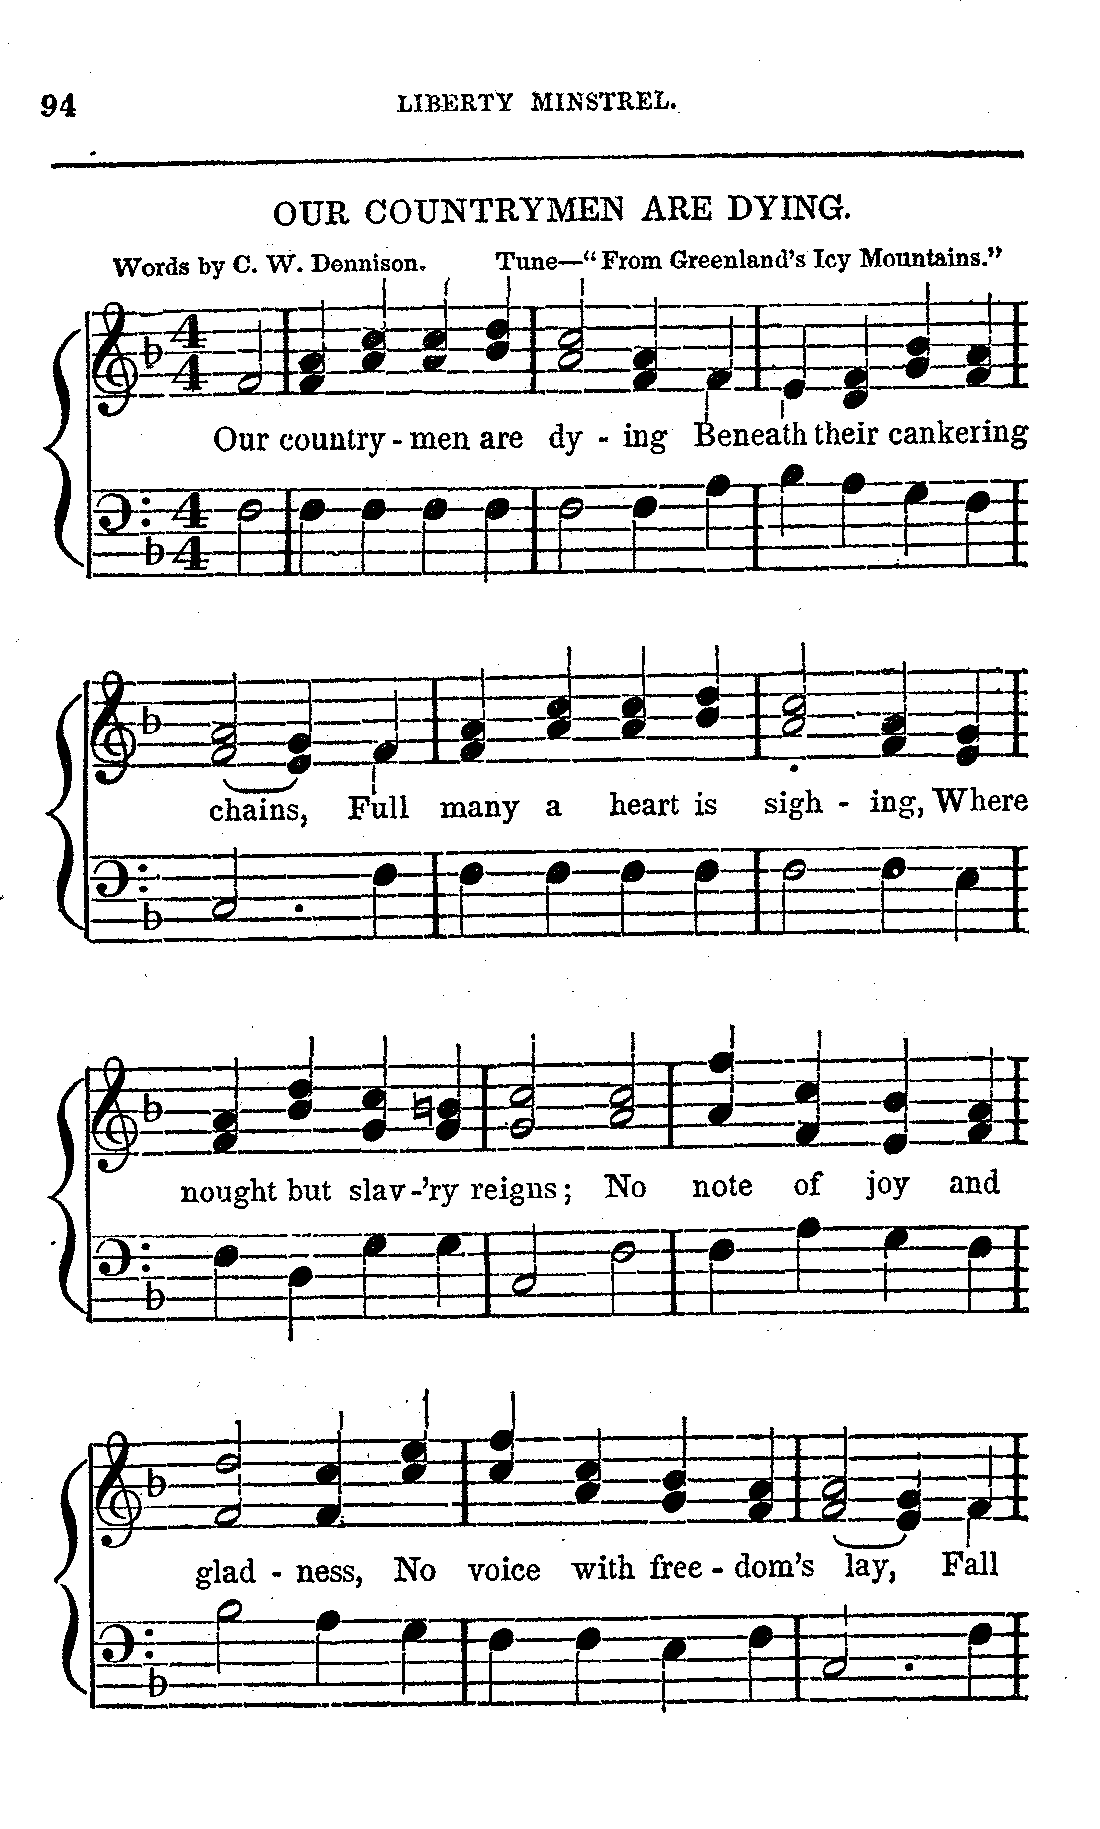 94 LIBERTY MINSTREL.
OUR COUNTRYMEN ARE DYING.
Words by C. W. Dennison. Tune—“From Greenland's Icy Mountains.”
4
4
Our country - men are dy - ing Beneath their cankering
4
4
chains, Full many a heart is sigh - ing, Where
nought but slav-'ry reigns; No note of joy and
glad - ness, No voice with free - dom's lay, Fall